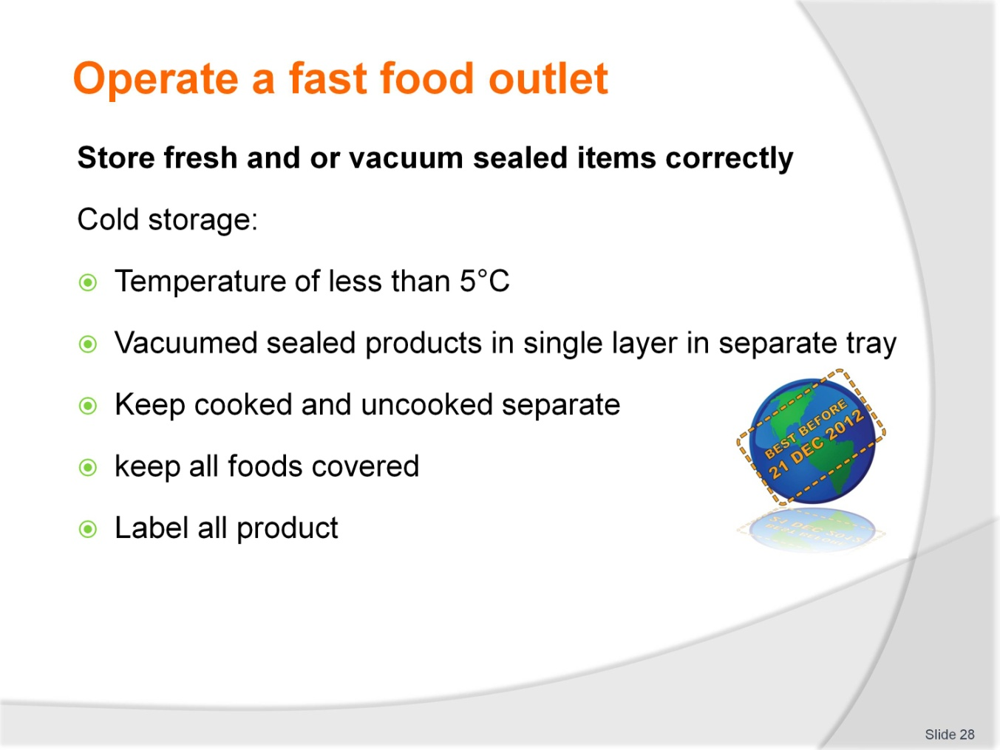 Operate a fast food outlet
Store fresh and or vacuum sealed items correctly
Cold storage:
Temperature of less than 5°C
Vacuumed sealed products in single layer in separate tray
Keep cooked and uncooked separate
keep all foods covered
Label all product
BEST BEFORE
21 DEC 2012
Slide 28